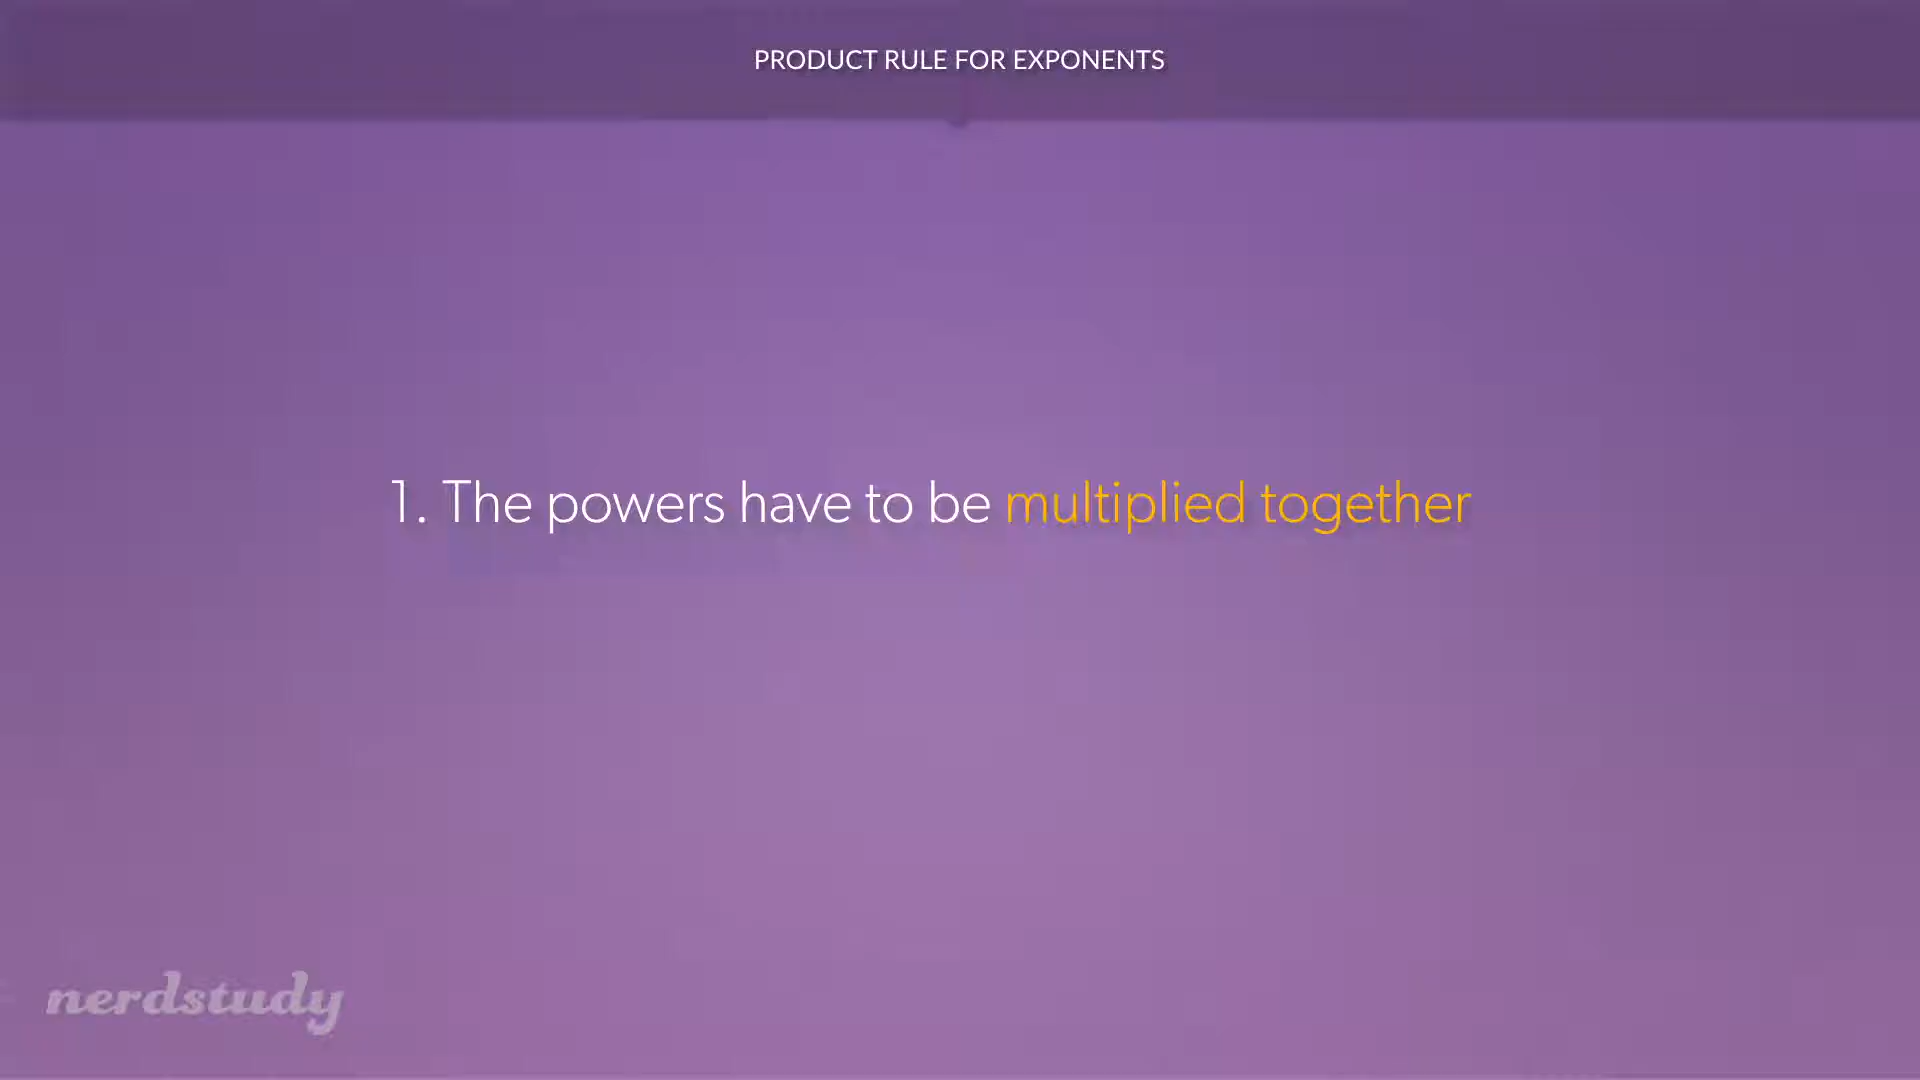 PRODUCT RULE FOR EXPONENTS
1. The powers have to be multiplied together
nerdstudy